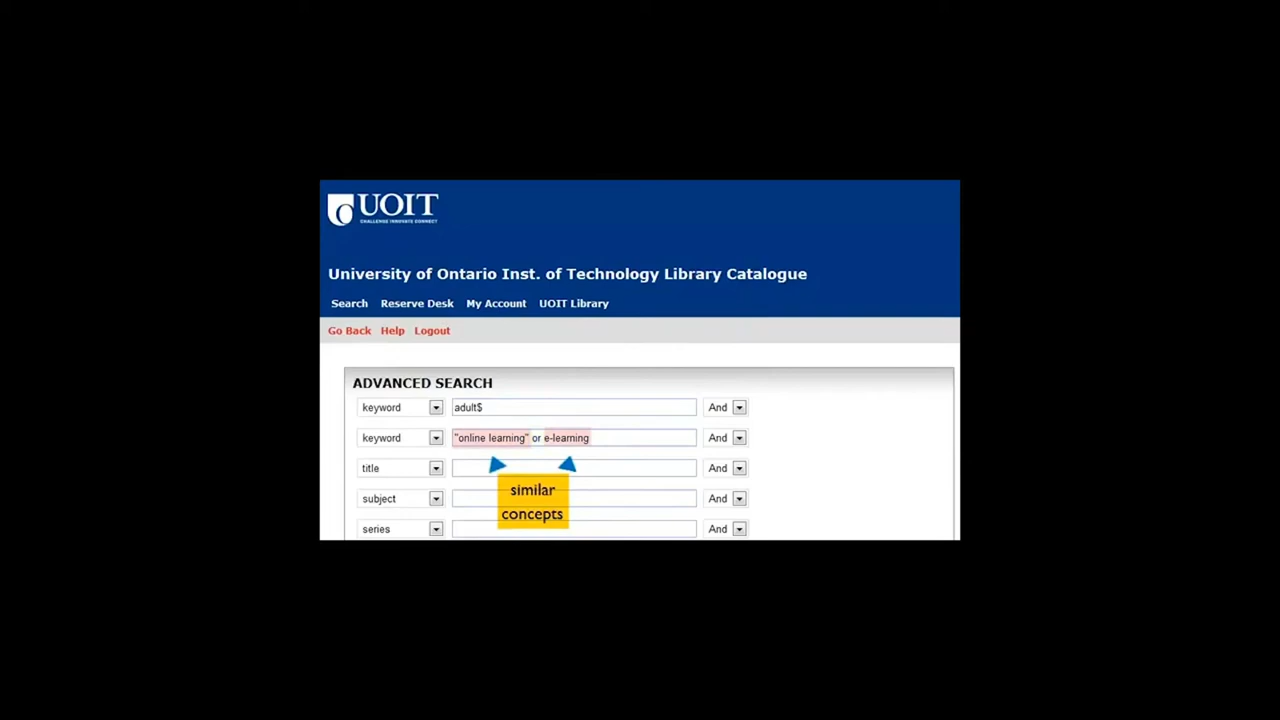 UOIT
CHALLENGE INNOVATE CONNECT
University of Ontario Inst. of Technology Library Catalogue
Search Reserve Desk My Account UOIT Library
Go Back Help Logout
ADVANCED SEARCH
keyword adult$ And
keyword "online learning" or e-learning And
title And
similar
subject And
concepts
series And